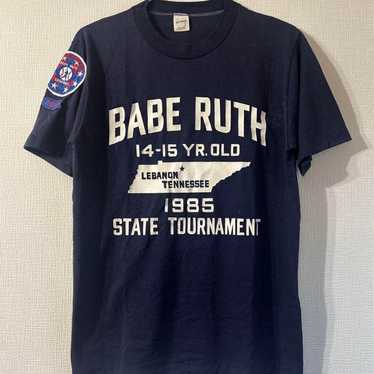 BABE RUTH
14-15 YR. OLD
LEBANON
TENNESSEE
1985
STATE TOURNAMENT